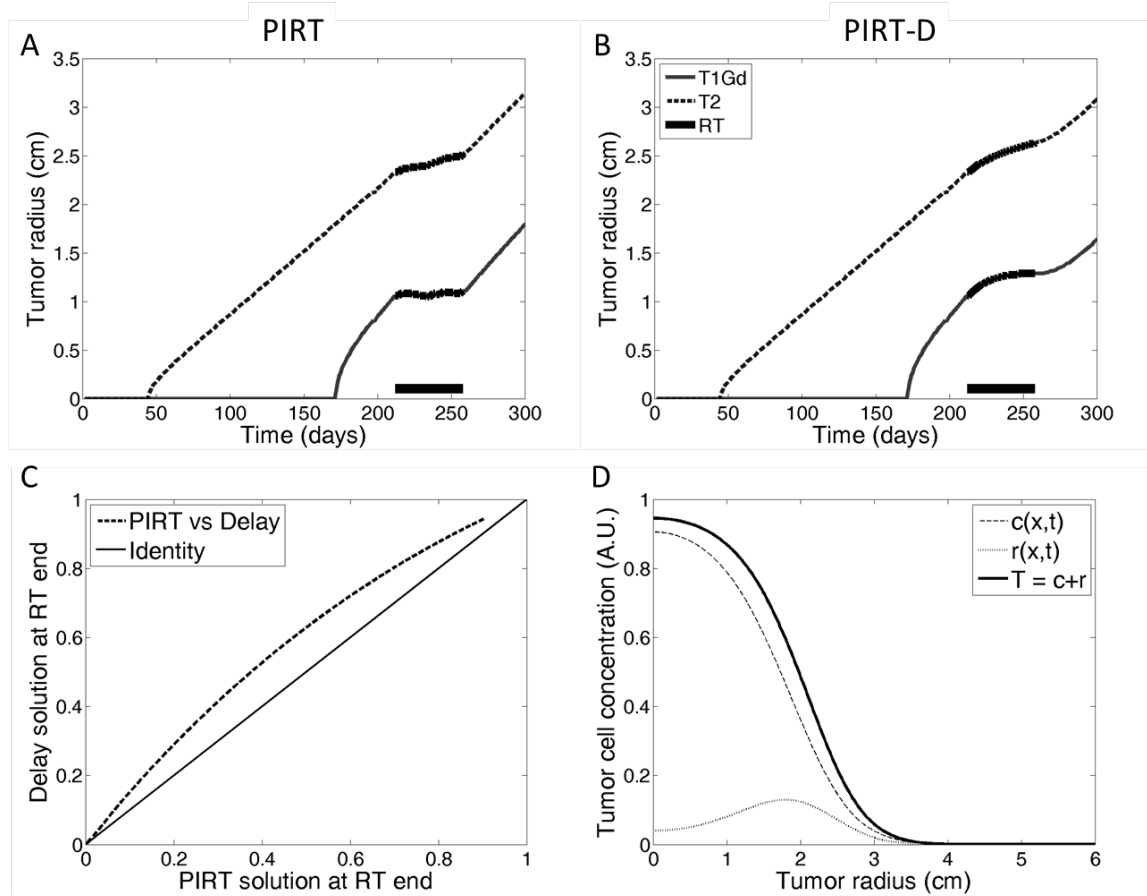 PIRT
PIRT-D
A
3.5
3
2.5
2
1.5
1
0.5
0
0
50
100
150
200
250
300
Tumor radius (cm)
Time (days)
B
3.5
3
2.5
2
1.5
1
0.5
0
0
50
100
150
200
250
300
Tumor radius (cm)
Time (days)
T1Gd
T2
RT
C
1
0.8
0.6
0.4
0.2
0
0
0.2
0.4
0.6
0.8
1
Delay solution at RT end
PIRT solution at RT end
PIRT vs Delay
Identity
D
1
0.8
0.6
0.4
0.2
0
0
1
2
3
4
5
6
Tumor cell concentration (A.U.)
Tumor radius (cm)
c(x,t)
r(x,t)
T = c+r